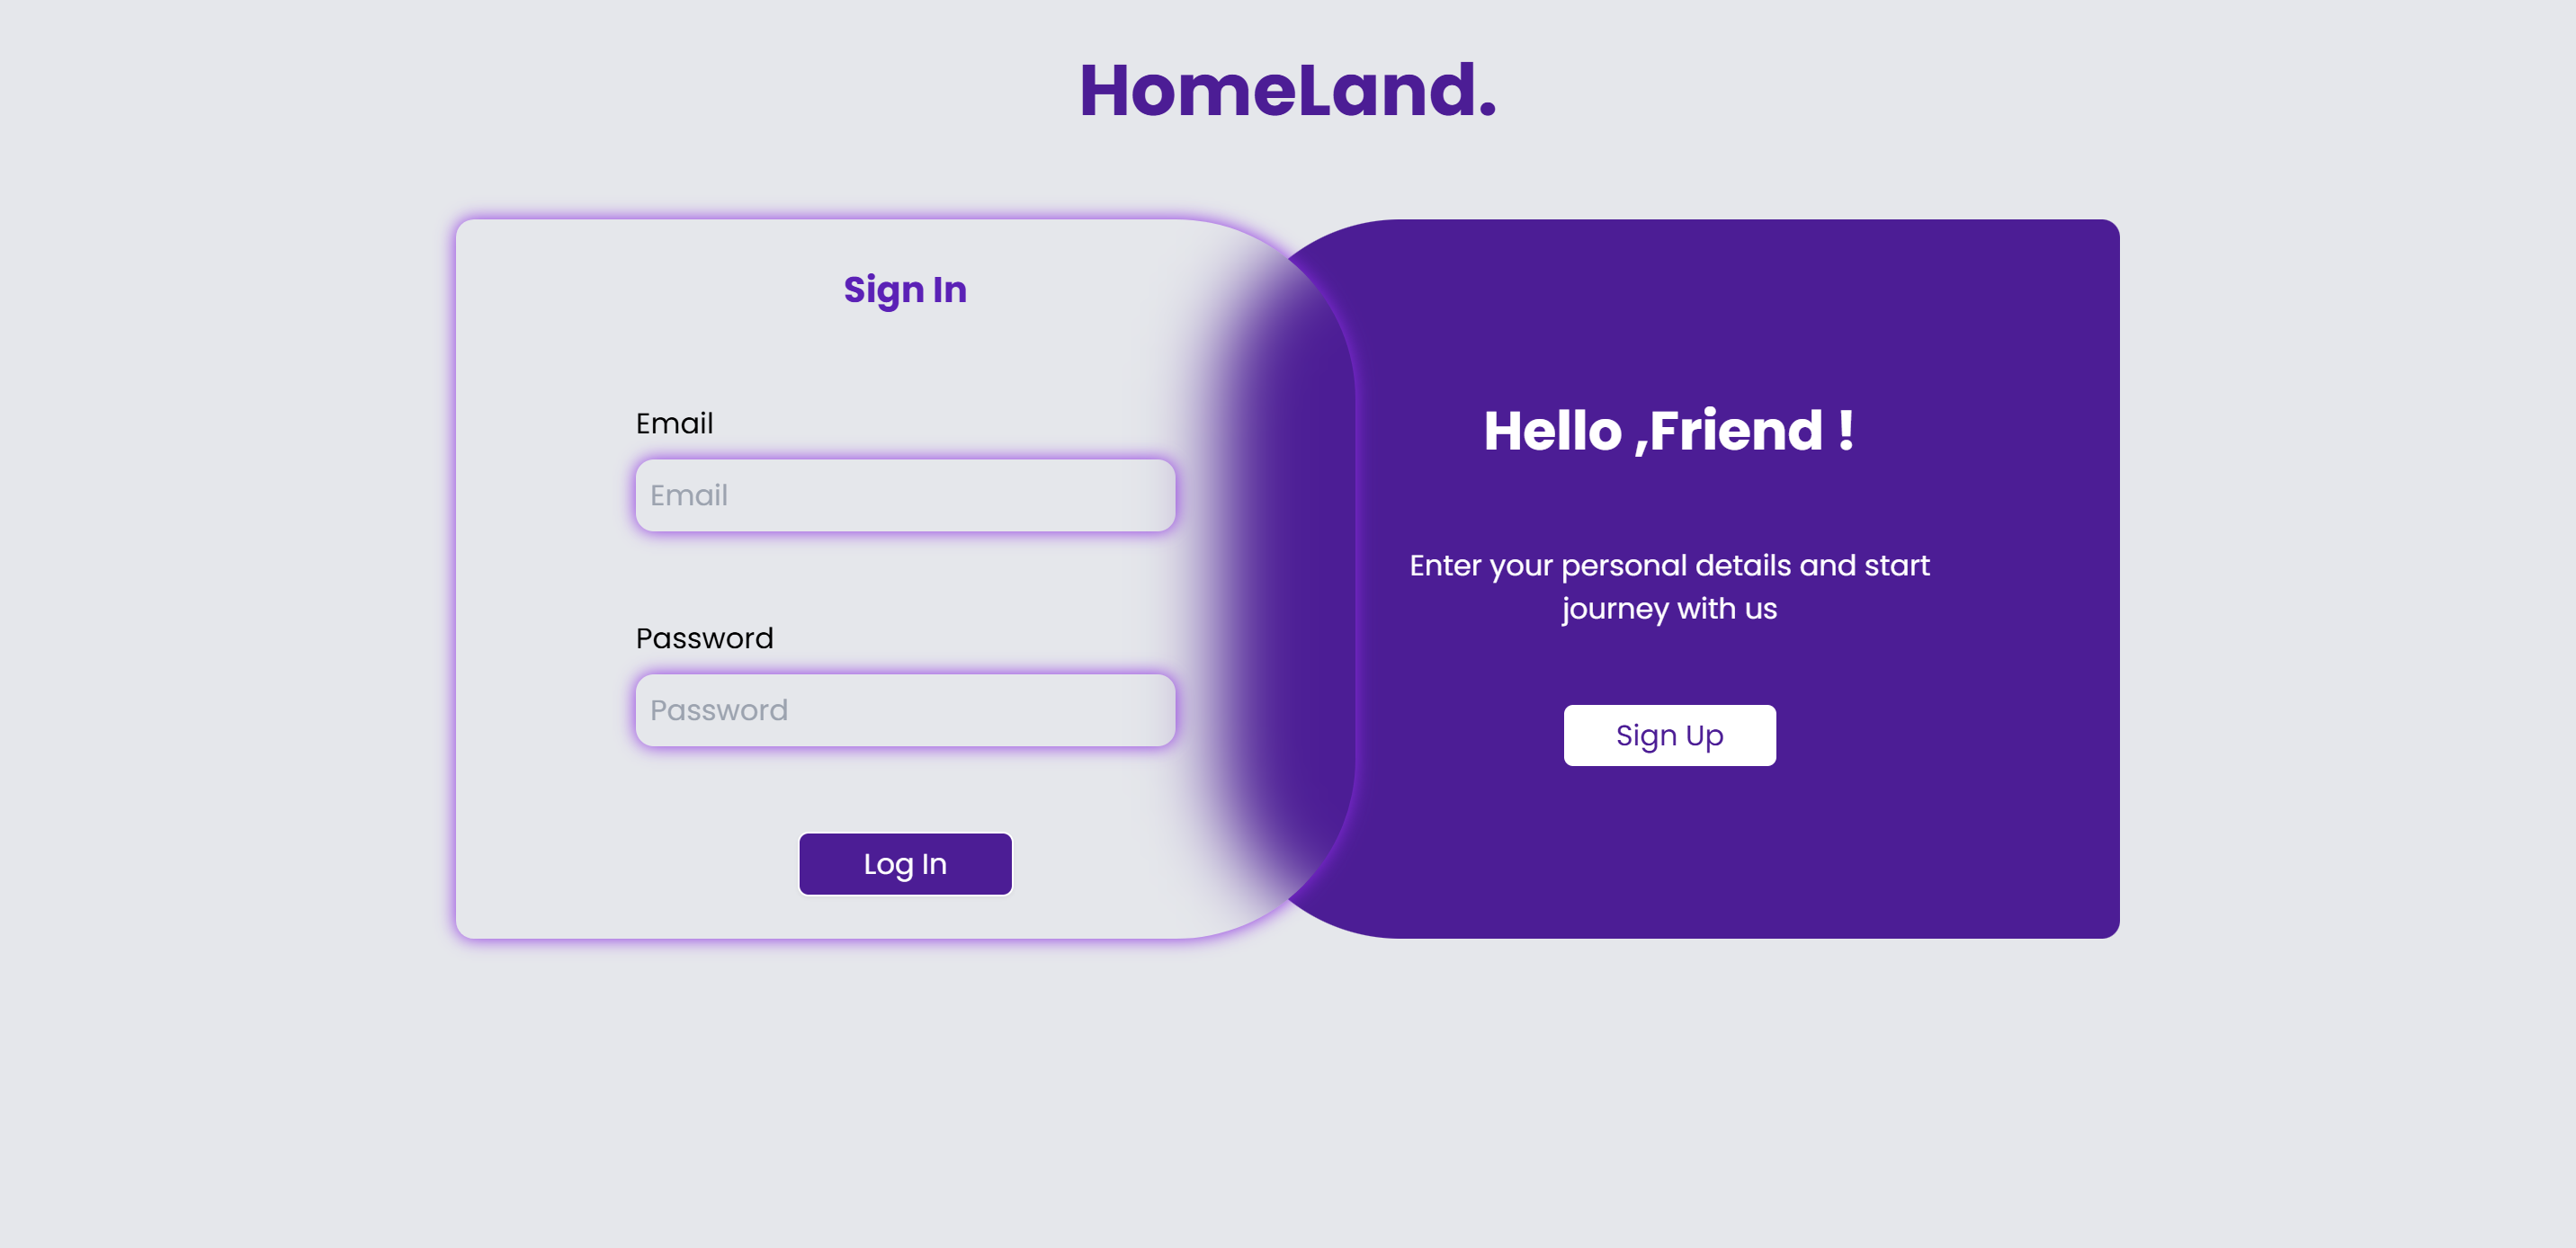 HomeLand.
Sign In
Email
Email
Password
Password
Log In
Hello ,Friend !
Enter your personal details and start
journey with us
Sign Up